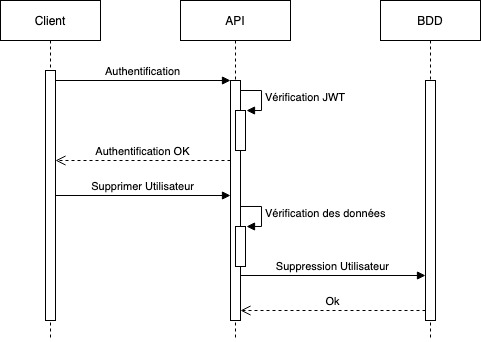 Client
API
BDD
Authentification
Vérification JWT
Authentification OK
Supprimer Utilisateur
Vérification des données
Suppression Utilisateur
Ok